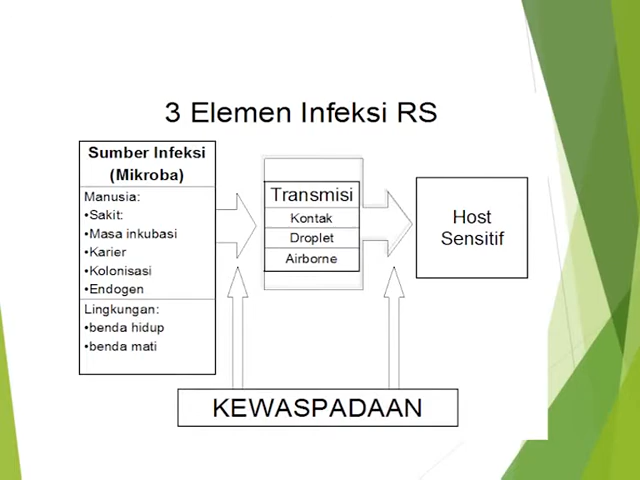 3 Elemen Infeksi RS
Sumber Infeksi
(Mikroba)
Manusia:
•Sakit:
•Masa inkubasi
•Karier
•Kolonisasi
•Endogen
Lingkungan:
•benda hidup
•benda mati
Transmisi
Kontak
Droplet
Airborne
Host
Sensitif
KEWASPADAAN